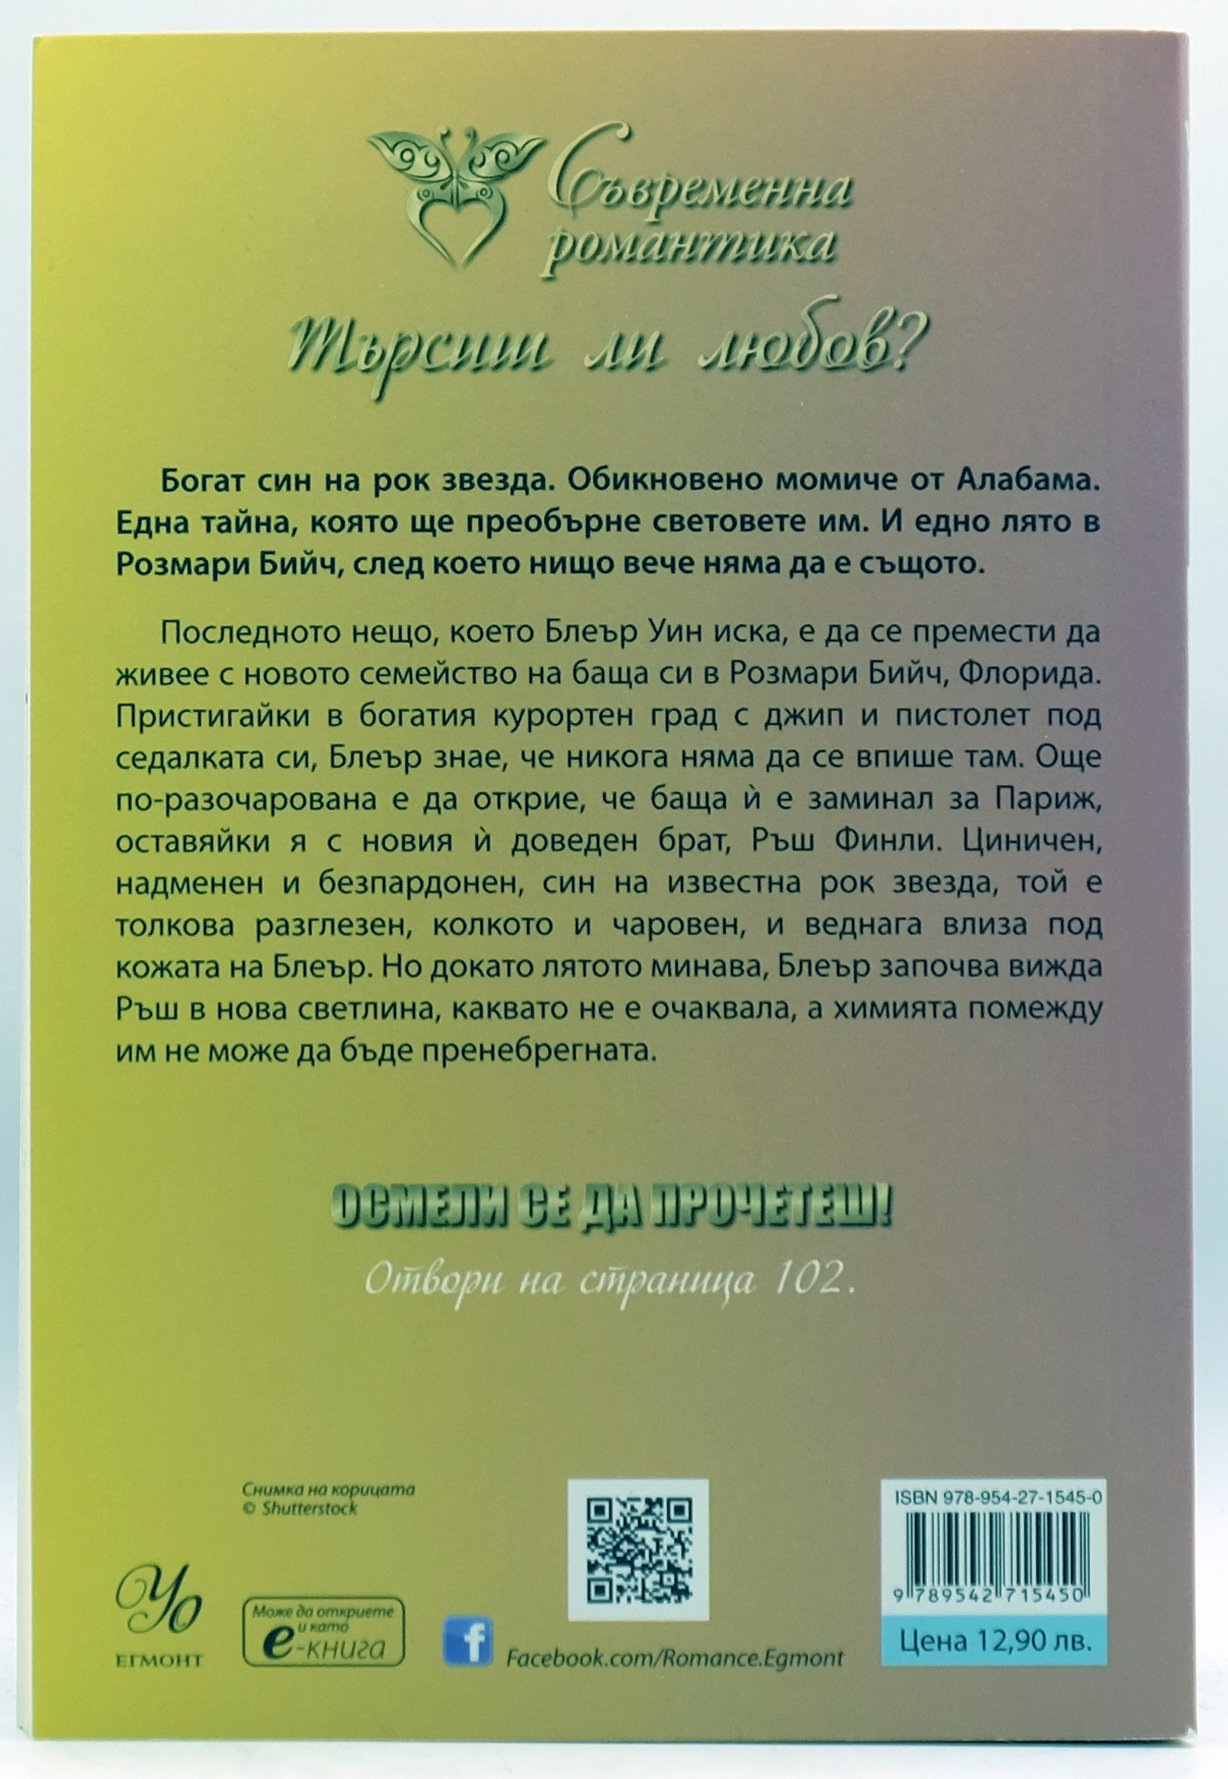 Съвременна
романтика
Търсиш ли любов?
Богат син на рок звезда. Обикновено момиче от Алабама.
Една тайна, която ще преобърне световете им. И едно лято в
Розмари Бийч, след което нищо вече няма да е същото.
Последното нещо, което Блеър Уин иска, е да се премести да
живее с новото семейство на баща си в Розмари Бийч, Флорида.
Пристигайки в богатия курортен град с джип и пистолет под
седалката си, Блеър знае, че никога няма да се впише там. Още
по-разочарована е да открие, че баща ѝ е заминал за Париж,
оставяйки я с новия ѝ доведен брат, Ръш Финли. Циничен,
надменен и безпардонен, син на известна рок звезда, той е
толкова разглезен, колкото и чаровен, и веднага влиза под
кожата на Блеър. Но докато лятото минава, Блеър започва вижда
Ръш в нова светлина, каквато не е очаквала, а химията помежду
им не може да бъде пренебрегната.
ОСМЕЛИ СЕ ДА ПРОЧЕТЕШ!
Отвори на страница 102.
Снимка на корицата
© Shutterstock
УО
ЕГМОНТ
Може да откриете
и като
е-книга
f
Facebook.com/Romance.Egmont
ISBN 978-954-27-1545-0
9 789542 715450
Цена 12,90 лв.